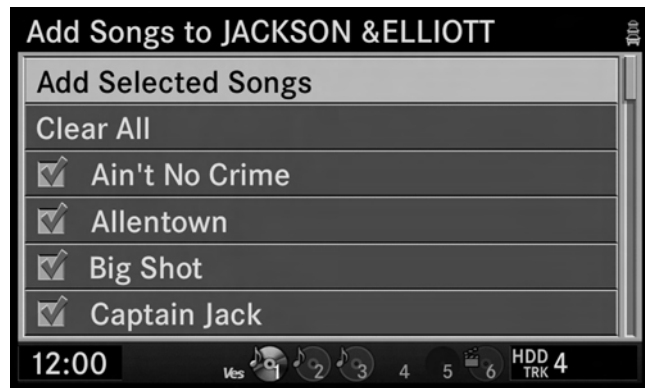 Add Songs to JACKSON &ELLIOTT
Add Selected Songs
Clear All
Ain't No Crime
Allentown
Big Shot
Captain Jack
12:00 Ves 1 2 3 4 5 6 HDD TRK 4